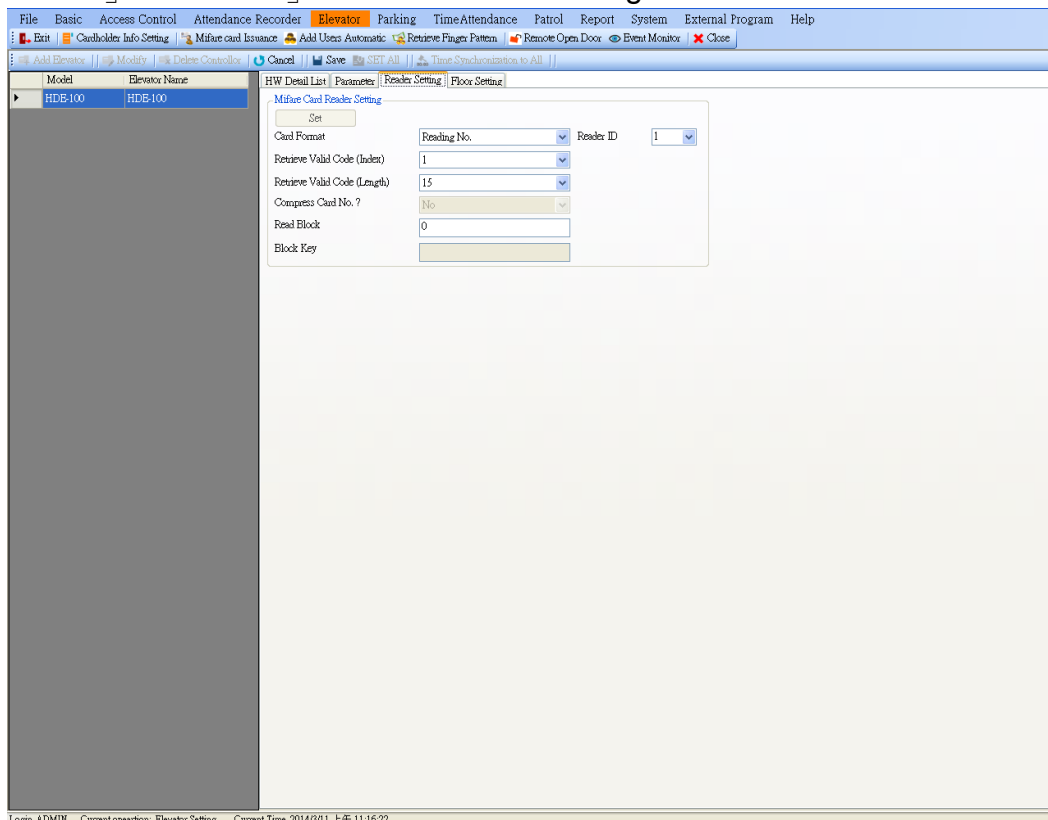 File Basic Access Control Attendance Recorder Elevator Parking TimeAttendance Patrol Report System External Program Help
Exit Cardholder Info Setting Mifare card Issuance Add Users Automatic Retrieve Finger Pattern Remote Open Door Event Monitor Close
Add Elevator Modify Delete Controller Cancel Save SET All Time Synchronization to All
Model Elevator Name
HDE-100 HDE-100
HW Detail List Parameter Reader Setting Floor Setting
Mifare Card Reader Setting
Set
Card Format Reading No. Reader ID 1
Retrieve Valid Code (Index) 1
Retrieve Valid Code (Length) 15
Compress Card No. ? No
Read Block 0
Block Key
Login ADMIN Current opeartion: Elevator Setting Current Time 2014/3/11 上午 11:16:22